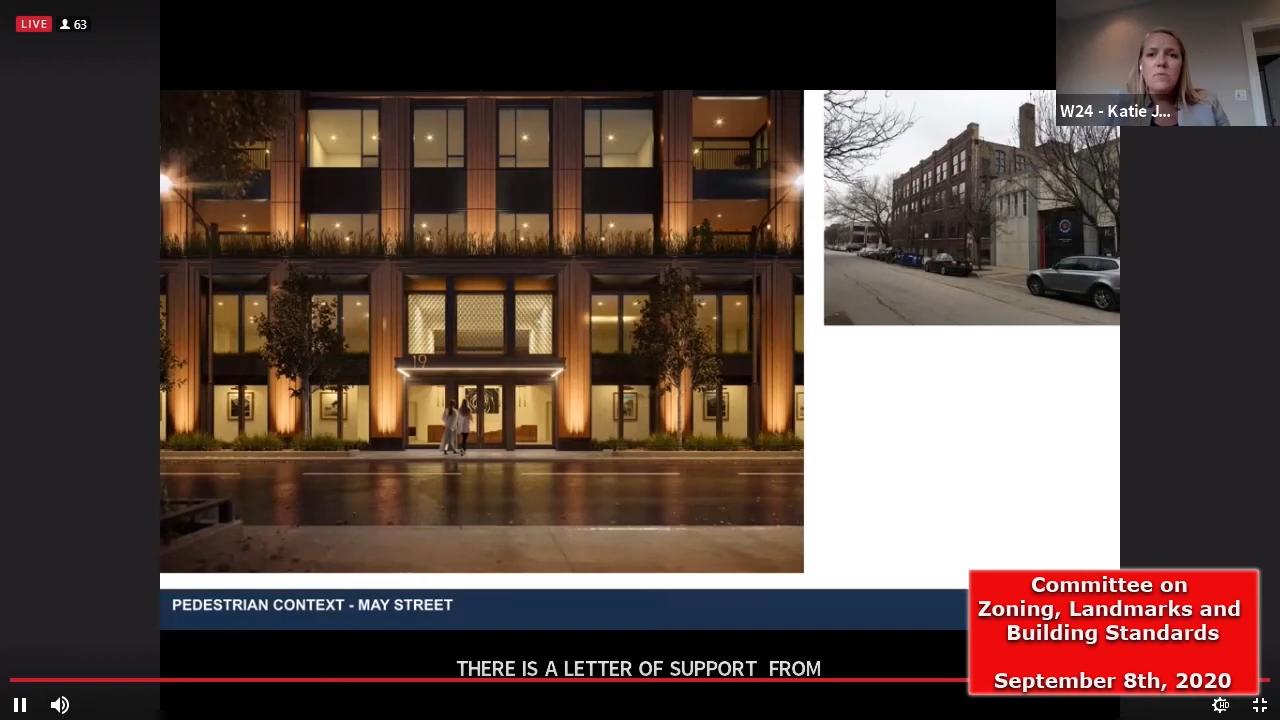 LIVE 63
W24 - Katie J...
19
PEDESTRIAN CONTEXT - MAY STREET
Committee on
Zoning, Landmarks and
Building Standards
September 8th, 2020
THERE IS A LETTER OF SUPPORT FROM
HD